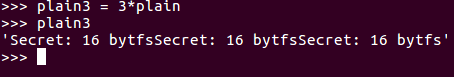 >>> plain3 = 3*plain
>>> plain3
'Secret: 16 bytfsSecret: 16 bytfsSecret: 16 bytfs'
>>>